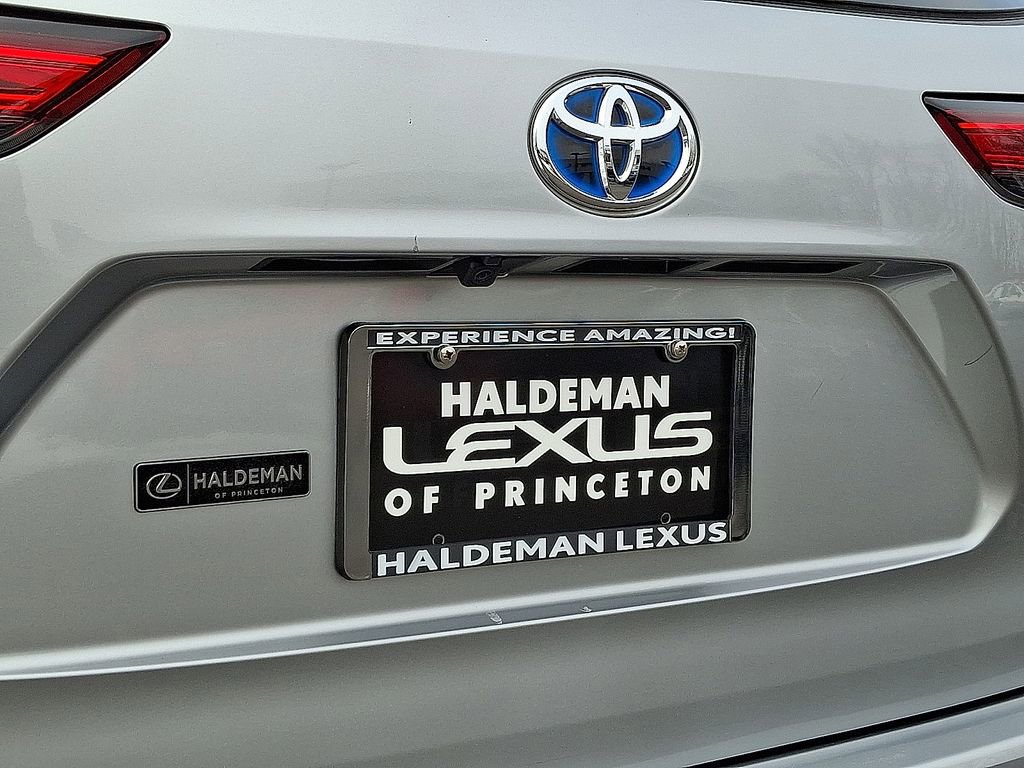 EXPERIENCE AMAZING!
HALDEMAN
LEXUS
OF PRINCETON
HALDEMAN LEXUS
HALDEMAN
OF PRINCETON